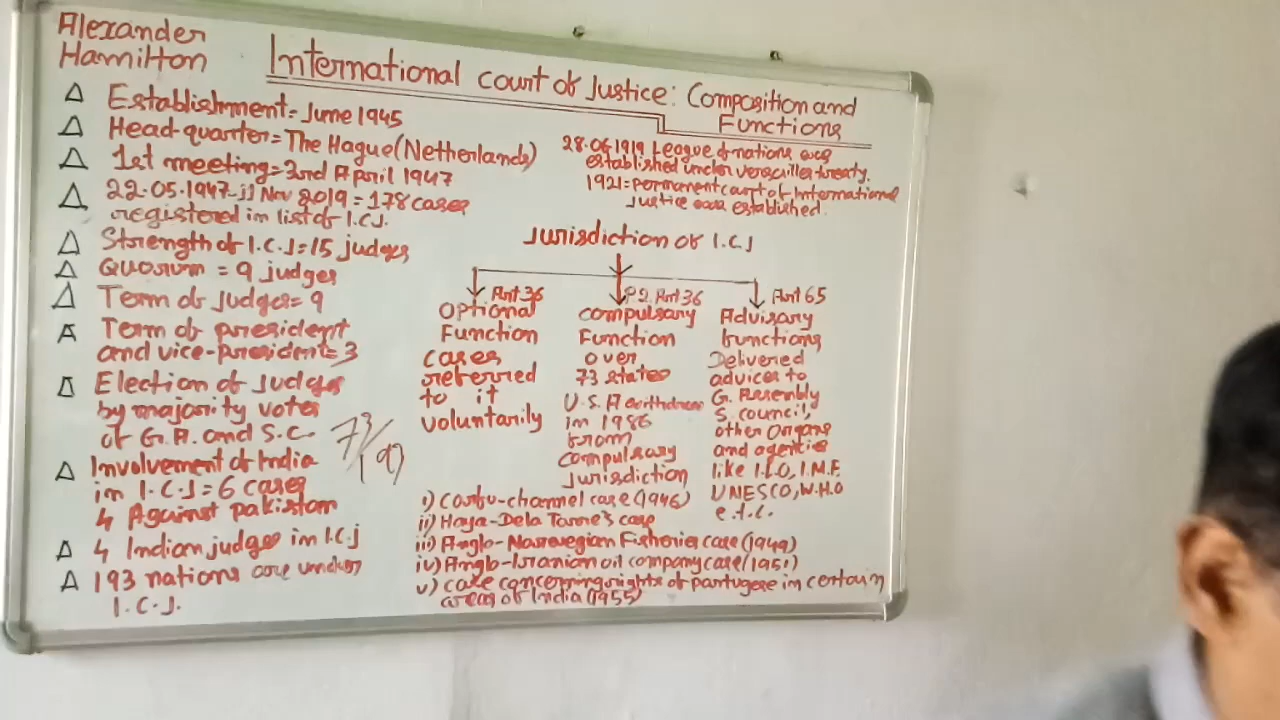 Alexander
Hamilton
International Court of Justice: Composition and
Functions
Establishment = June 1945
Head-quarter = The Hague (Netherlands)
1st meeting = 3rd April 1947
22.05.1947 - 11 Nov 2019 = 178 cases
registered in list of I.C.J.
Strength of I.C.J = 15 judges
Quorum = 9 judges
Term of Judges = 9
Term of president
and vice-president = 3
Election of Judges
by majority votes
of G.A. and S.C.
73/193
Involvement of India
in I.C.J = 6 cases
4 Against pakistan
4 Indian judges in I.C.J
193 nations are under
I.C.J.
28.06.1919 League of nations was
established under versailles treaty.
1921 = permanent court of International
Justice was established.
Jurisdiction of I.C.J
Art 36
Optional
Function
cases
referred
to it
voluntarily
P2 Art 36
compulsary
Function
over
73 states
U.S.A withdrew
in 1986
from
compulsary
jurisdiction
Art 65
Advisary
functions
Delivered
advices to
G. Assembly
S. council,
other Organs
and agencies
like I.L.O, I.M.F.
UNESCO, W.H.O
e.t.c.
i) Corfu-channel case (1946)
ii) Haya-Dela Torre's case
iii) Anglo-Norwegian Fisheries case (1949)
iv) Anglo-Iranian oil company case (1951)
v) case concerning rights of partugese in certain
areas of India (1955)